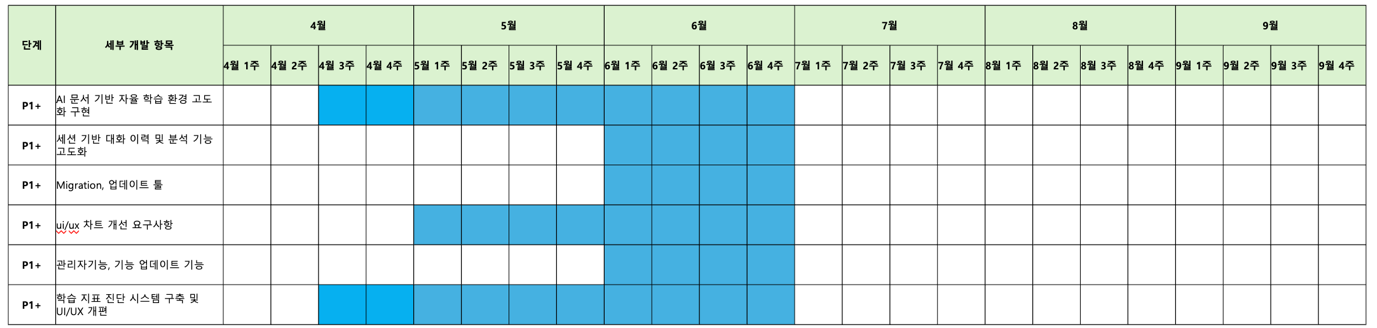 단계
세부 개발 항목
4월
5월
6월
7월
8월
9월
4월 1주 4월 2주 4월 3주 4월 4주 5월 1주 5월 2주 5월 3주 5월 4주 6월 1주 6월 2주 6월 3주 6월 4주 7월 1주 7월 2주 7월 3주 7월 4주 8월 1주 8월 2주 8월 3주 8월 4주 9월 1주 9월 2주 9월 3주 9월 4주
P1+
AI 문서 기반 자율 학습 환경 고도
화 구현
P1+
세션 기반 대화 이력 및 분석 기능
고도화
P1+
Migration, 업데이트 툴
P1+
ui/ux 차트 개선 요구사항
P1+
관리자기능, 기능 업데이트 기능
P1+
학습 지표 진단 시스템 구축 및
UI/UX 개편